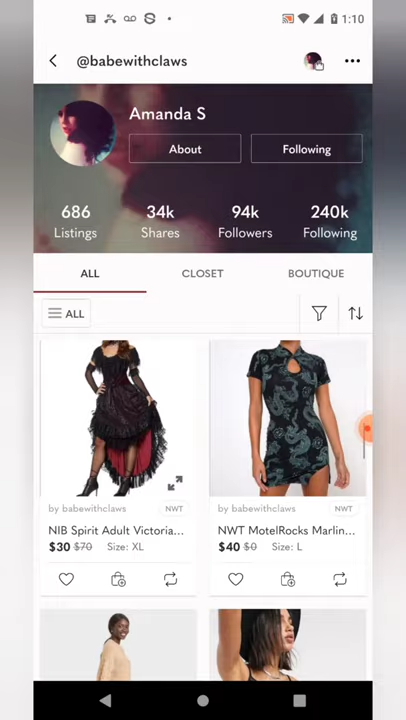 1:10
@babewithclaws
Amanda S
About Following
686 34k 94k 240k
Listings Shares Followers Following
ALL CLOSET BOUTIQUE
ALL
by babewithclaws NWT by babewithclaws NWT
NIB Spirit Adult Victoria... NWT MotelRocks Marlin...
$30 $70 Size: XL $40 $0 Size: L